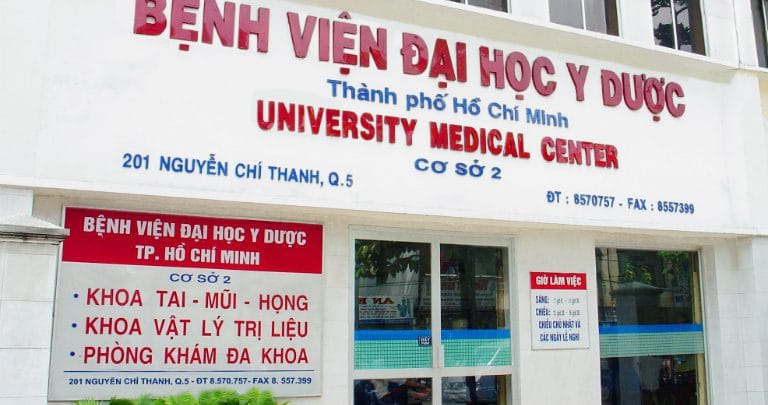 BỆNH VIỆN ĐẠI HỌC Y DƯỢC
Thành phố Hồ Chí Minh
UNIVERSITY MEDICAL CENTER
CƠ SỞ 2
201 NGUYỄN CHÍ THANH, Q.5
ĐT : 8570757 - FAX : 8557399
BỆNH VIỆN ĐẠI HỌC Y DƯỢC
TP. HỒ CHÍ MINH
CƠ SỞ 2
• KHOA TAI - MŨI - HỌNG
• KHOA VẬT LÝ TRỊ LIỆU
• PHÒNG KHÁM ĐA KHOA
201 NGUYỄN CHÍ THANH, Q.5 - ĐT 8.570.757- FAX 8. 557.399
GIỜ LÀM VIỆC
SÁNG:
CHIỀU:
CHIỀU CHỦ NHẬT VÀ
CÁC NGÀY LỄ NGHỈ